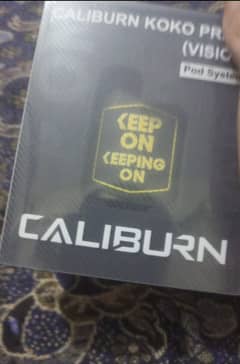 CALIBURN KOKO PR
(VISIO
Pod Syste
KEEP
ON
KEEPING
ON
CALIBURN